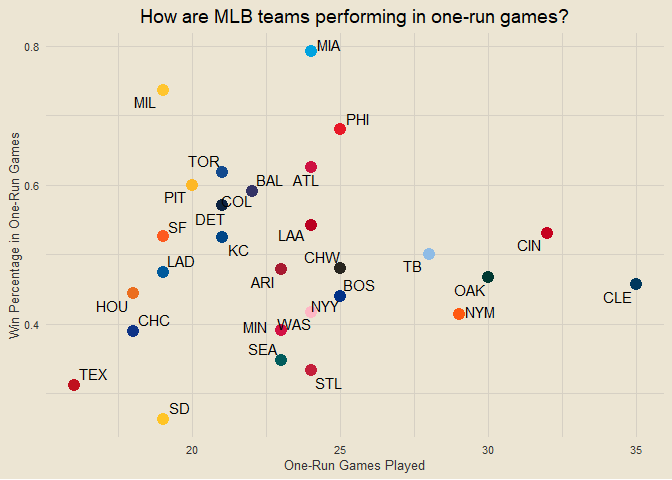 How are MLB teams performing in one-run games?
0.8
MIA
MIL
PHI
TOR
ATL
BAL
0.6
PIT
COL
DET
SF
LAA
KC
CIN
CHW
TB
LAD
ARI
BOS
OAK
CLE
HOU
NYY
NYM
CHC
0.4
MIN
WAS
SEA
TEX
STL
SD
20
25
30
35
One-Run Games Played
Win Percentage in One-Run Games